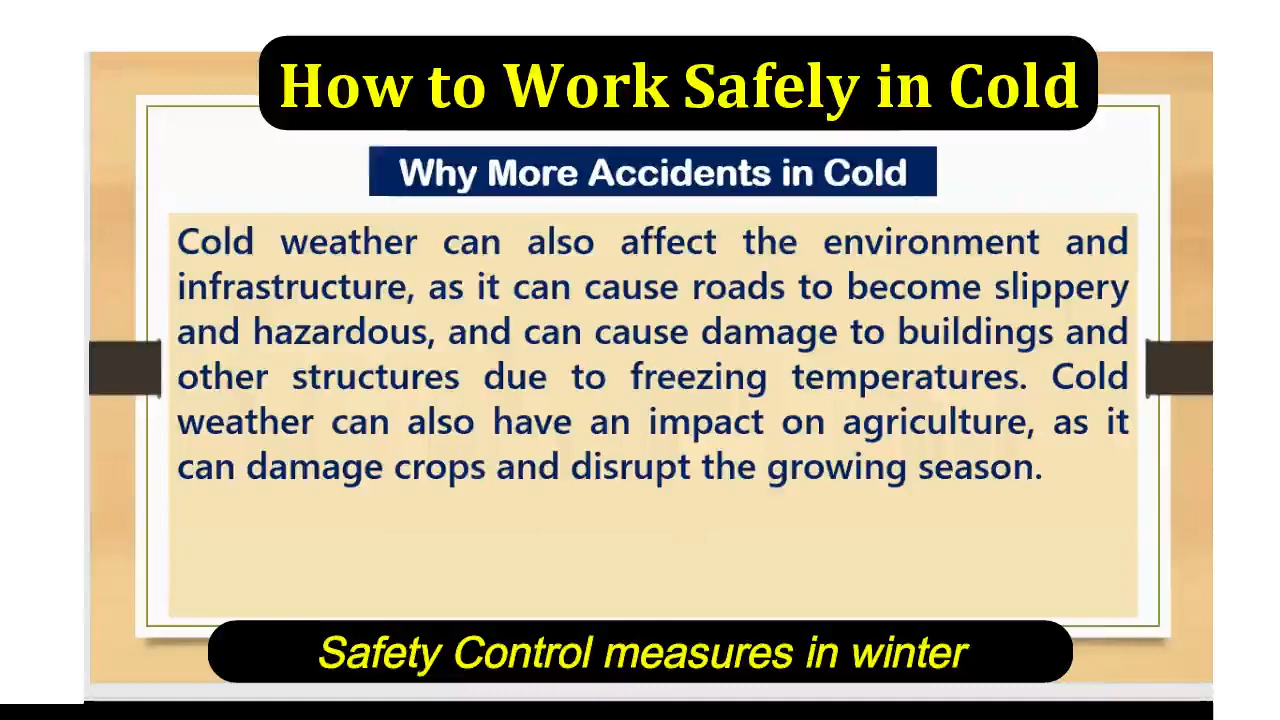 How to Work Safely in Cold
Why More Accidents in Cold
Cold weather can also affect the environment and
infrastructure, as it can cause roads to become slippery
and hazardous, and can cause damage to buildings and
other structures due to freezing temperatures. Cold
weather can also have an impact on agriculture, as it
can damage crops and disrupt the growing season.
Safety Control measures in winter